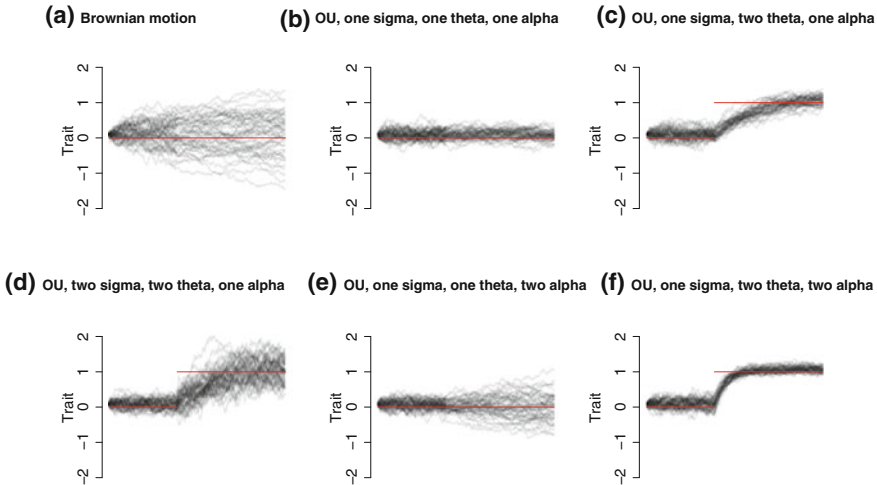 (a) Brownian motion
(b) OU, one sigma, one theta, one alpha
(c) OU, one sigma, two theta, one alpha
Trait
2
1
0
−1
−2
Trait
2
1
0
−1
−2
Trait
2
1
0
−1
−2
(d) OU, two sigma, two theta, one alpha
(e) OU, one sigma, one theta, two alpha
(f) OU, one sigma, two theta, two alpha
Trait
2
1
0
−1
−2
Trait
2
1
0
−1
−2
Trait
2
1
0
−1
−2